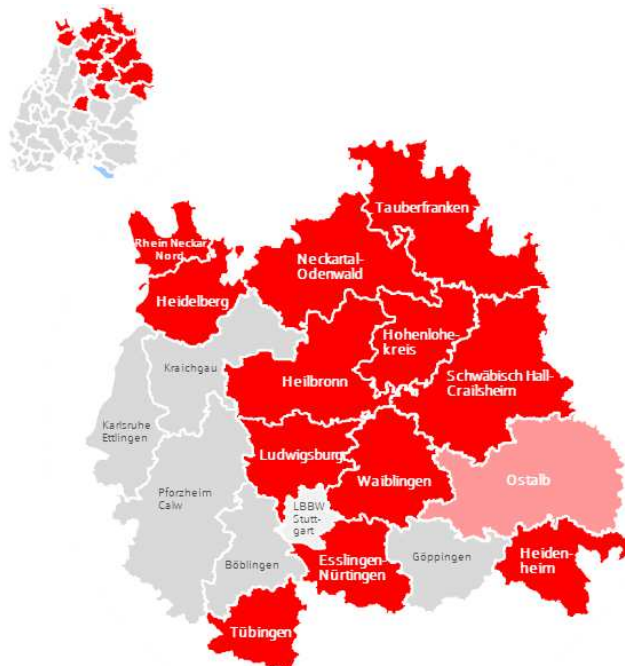 Tauberfranken
Rhein Neckar
Nord
Neckartal-
Odenwald
Heidelberg
Hohenlohe-
kreis
Kraichgau
Heilbronn
Schwäbisch Hall-
Crailsheim
Karlsruhe
Ettlingen
Ludwigsburg
Waiblingen
Ostalb
Pforzheim
Calw
LBBW
Stutt-
gart
Böblingen
Esslingen-
Nürtingen
Göppingen
Heiden-
heim
Tübingen